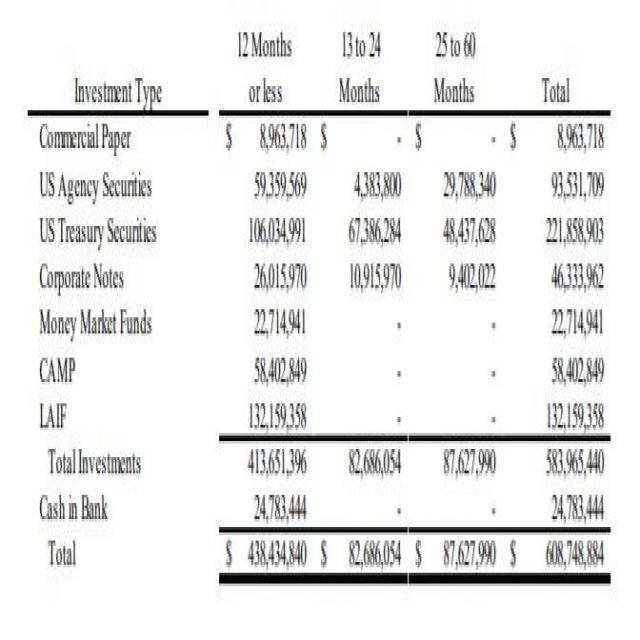 12 Months 13 to 24 25 to 60
Investment Type or less Months Months Total
Commercial Paper $ 8,963,718 $ - $ - $ 8,963,718
US Agency Securities 59,359,569 4,383,800 29,788,340 93,531,709
US Treasury Securities 106,034,991 67,386,284 48,437,628 221,858,903
Corporate Notes 26,015,970 10,915,970 9,402,022 46,333,962
Money Market Funds 22,714,941 - - 22,714,941
CAMP 58,402,849 - - 58,402,849
LAIF 132,159,358 - - 132,159,358
Total Investments 413,651,396 82,686,054 87,627,990 583,965,440
Cash in Bank 24,783,444 - - 24,783,444
Total $ 438,434,840 $ 82,686,054 $ 87,627,990 $ 608,748,884